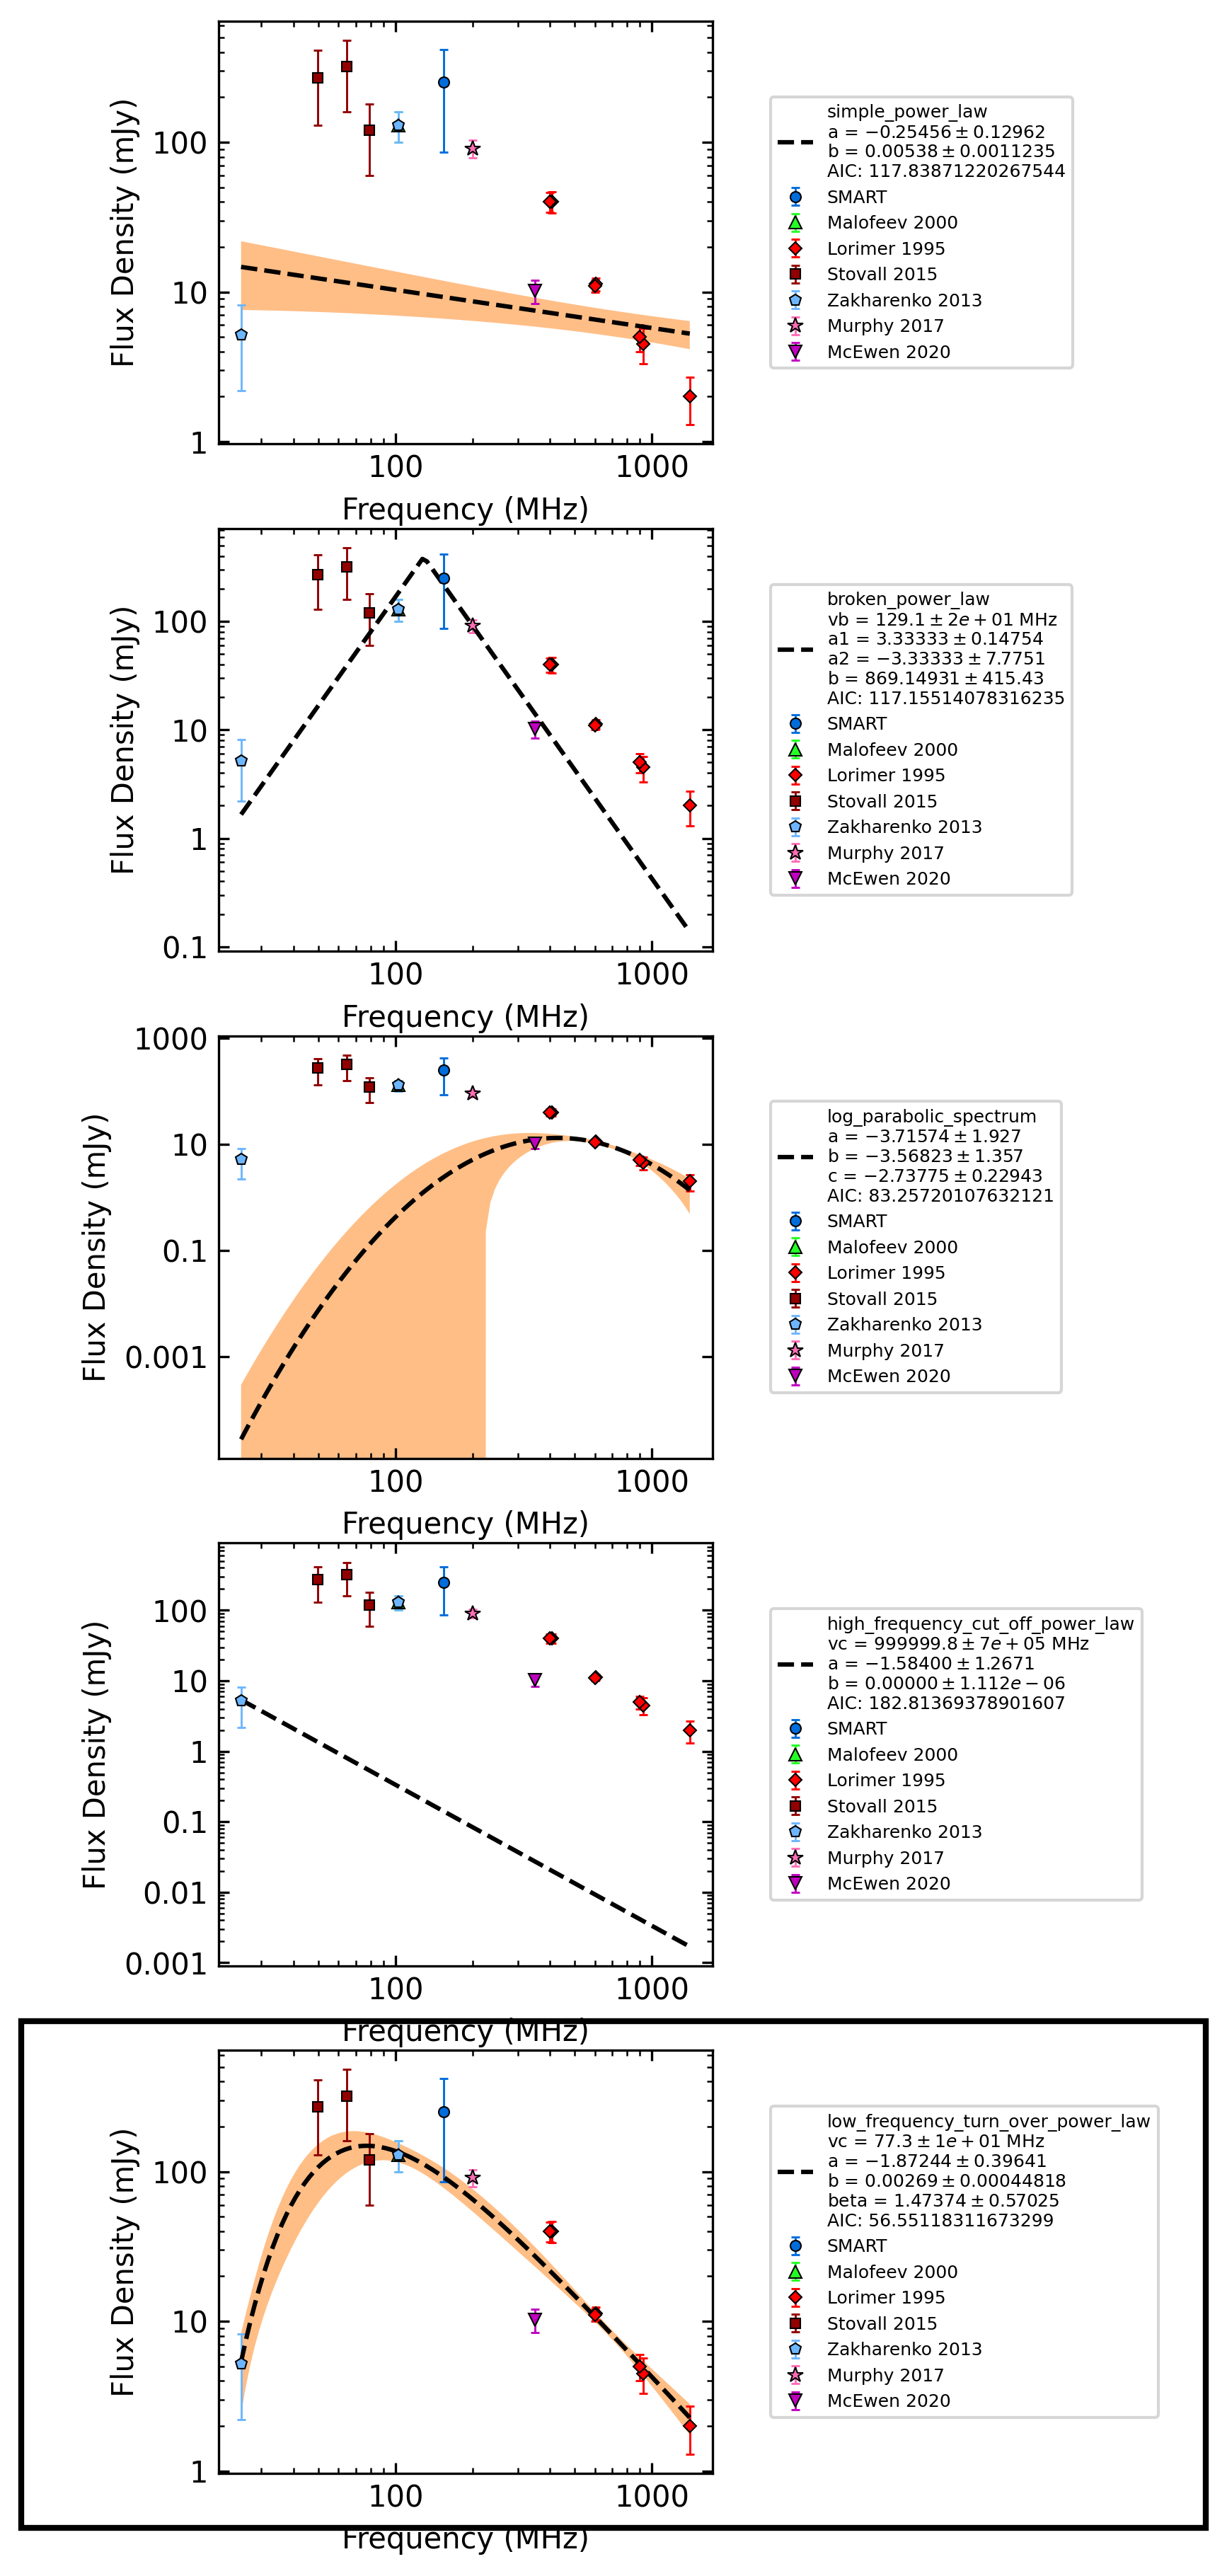 100
10
1
Flux Density (mJy)
100
1000
Frequency (MHz)
simple_power_law
a = −0.25456 ± 0.12962
b = 0.00538 ± 0.0011235
AIC: 117.83871220267544
SMART
Malofeev 2000
Lorimer 1995
Stovall 2015
Zakharenko 2013
Murphy 2017
McEwen 2020
100
10
1
0.1
Flux Density (mJy)
100
1000
Frequency (MHz)
broken_power_law
vb = 129.1 ± 2e + 01 MHz
a1 = 3.33333 ± 0.14754
a2 = −3.33333 ± 7.7751
b = 869.14931 ± 415.43
AIC: 117.15514078316235
SMART
Malofeev 2000
Lorimer 1995
Stovall 2015
Zakharenko 2013
Murphy 2017
McEwen 2020
1000
10
0.1
0.001
Flux Density (mJy)
100
1000
Frequency (MHz)
log_parabolic_spectrum
a = −3.71574 ± 1.927
b = −3.56823 ± 1.357
c = −2.73775 ± 0.22943
AIC: 83.25720107632121
SMART
Malofeev 2000
Lorimer 1995
Stovall 2015
Zakharenko 2013
Murphy 2017
McEwen 2020
100
10
1
0.1
0.01
0.001
Flux Density (mJy)
100
1000
Frequency (MHz)
high_frequency_cut_off_power_law
vc = 999999.8 ± 7e + 05 MHz
a = −1.58400 ± 1.2671
b = 0.00000 ± 1.112e − 06
AIC: 182.81369378901607
SMART
Malofeev 2000
Lorimer 1995
Stovall 2015
Zakharenko 2013
Murphy 2017
McEwen 2020
100
10
1
Flux Density (mJy)
100
1000
Frequency (MHz)
low_frequency_turn_over_power_law
vc = 77.3 ± 1e + 01 MHz
a = −1.87244 ± 0.39641
b = 0.00269 ± 0.00044818
beta = 1.47374 ± 0.57025
AIC: 56.55118311673299
SMART
Malofeev 2000
Lorimer 1995
Stovall 2015
Zakharenko 2013
Murphy 2017
McEwen 2020